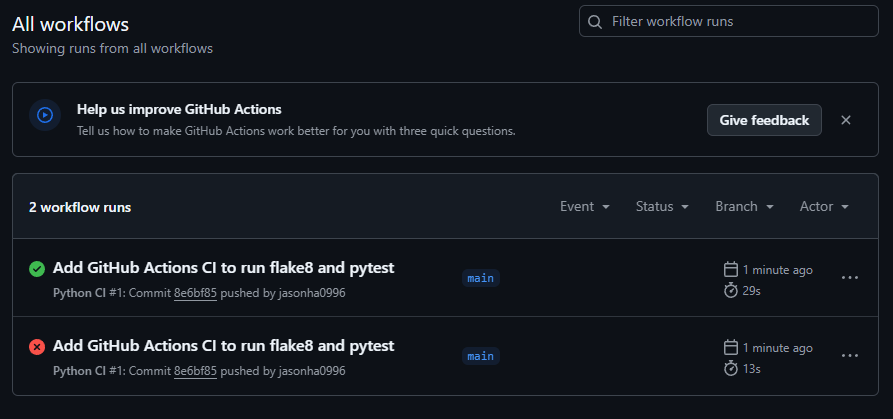 All workflows
Filter workflow runs
Showing runs from all workflows
Help us improve GitHub Actions
Tell us how to make GitHub Actions work better for you with three quick questions.
Give feedback
2 workflow runs
Event
Status
Branch
Actor
Add GitHub Actions CI to run flake8 and pytest
Python CI #1: Commit 8e6bf85 pushed by jasonha0996
main
1 minute ago
29s
Add GitHub Actions CI to run flake8 and pytest
Python CI #1: Commit 8e6bf85 pushed by jasonha0996
main
1 minute ago
13s